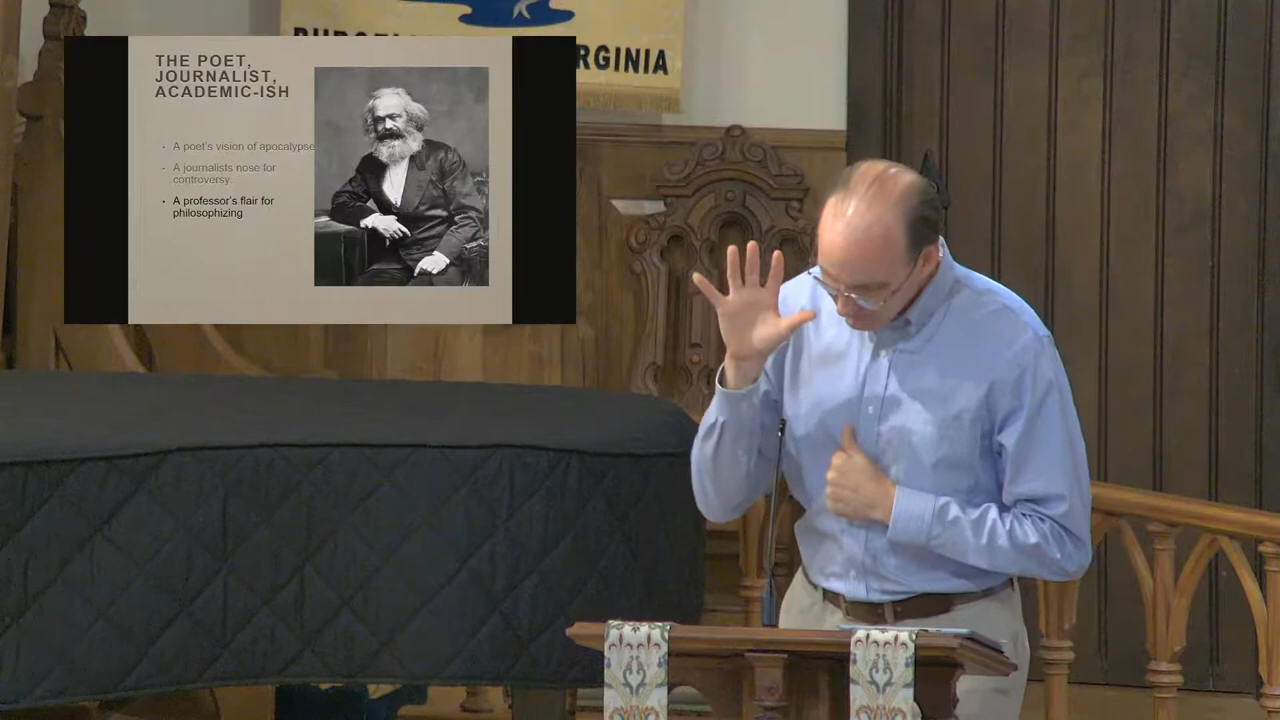 RGINIA
THE POET,
JOURNALIST,
ACADEMIC-ISH
• A poet's vision of apocalypse
• A journalists nose for
controversy.
• A professor's flair for
philosophizing